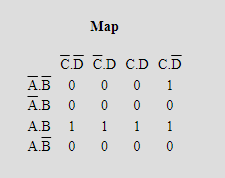 Map
C̅.D̅ C̅.D C.D C.D̅
A̅.B̅ 0 0 0 1
A̅.B 0 0 0 0
A.B 1 1 1 1
A.B̅ 0 0 0 0